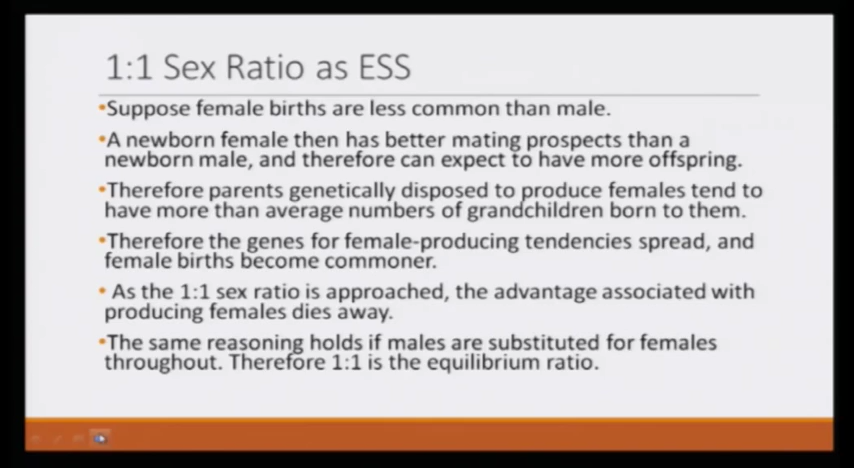 1:1 Sex Ratio as ESS
•Suppose female births are less common than male.
•A newborn female then has better mating prospects than a
newborn male, and therefore can expect to have more offspring.
•Therefore parents genetically disposed to produce females tend to
have more than average numbers of grandchildren born to them.
•Therefore the genes for female-producing tendencies spread, and
female births become commoner.
• As the 1:1 sex ratio is approached, the advantage associated with
producing females dies away.
•The same reasoning holds if males are substituted for females
throughout. Therefore 1:1 is the equilibrium ratio.